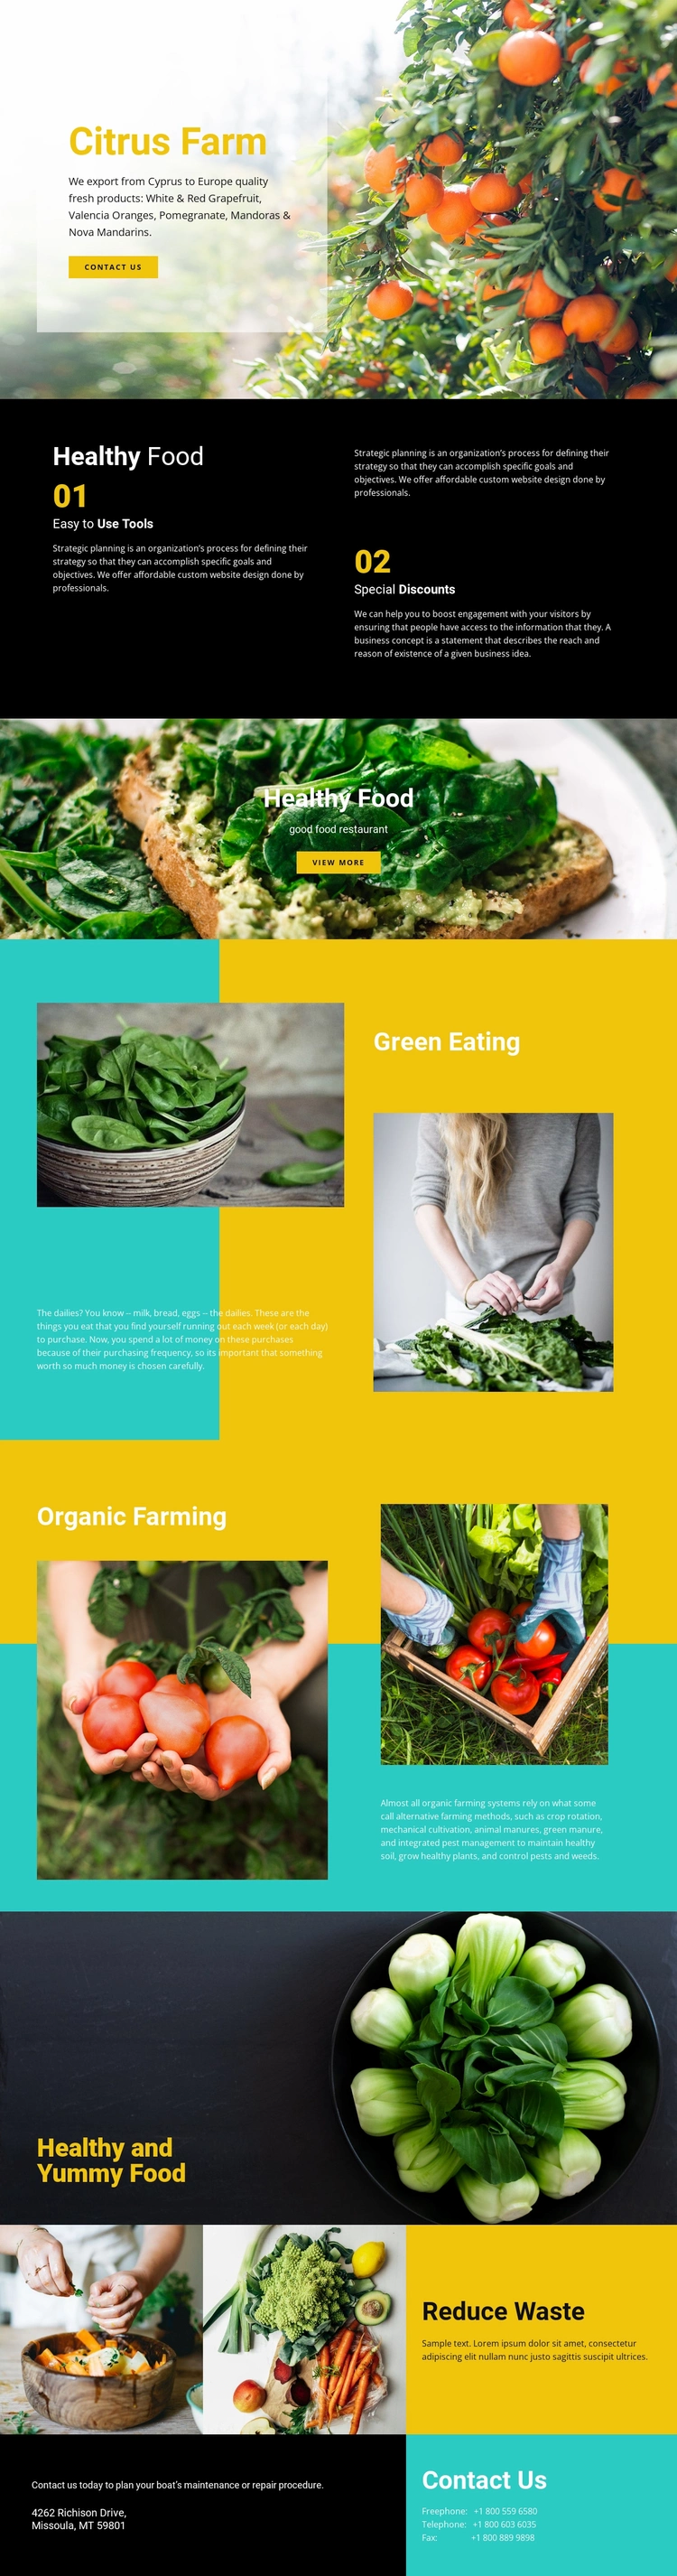 Citrus Farm
We export from Cyprus to Europe quality
fresh products: White & Red Grapefruit,
Valencia Oranges, Pomegranate, Mandoras &
Nova Mandarins.
CONTACT US
Healthy Food
01
Easy to Use Tools
Strategic planning is an organization's process for defining their
strategy so that they can accomplish specific goals and
objectives. We offer affordable custom website design done by
professionals.
Strategic planning is an organization's process for defining their
strategy so that they can accomplish specific goals and
objectives. We offer affordable custom website design done by
professionals.
02
Special Discounts
We can help you to boost engagement with your visitors by
ensuring that people have access to the information that they. A
business concept is a statement that describes the reach and
reason of existence of a given business idea.
Healthy Food
good food restaurant
VIEW MORE
Green Eating
The dailies? You know -- milk, bread, eggs -- the dailies. These are the
things you eat that you find yourself running out each week (or each day)
to purchase. Now, you spend a lot of money on these purchases
because of their purchasing frequency, so its important that something
worth so much money is chosen carefully.
Organic Farming
Almost all organic farming systems rely on what some
call alternative farming methods, such as crop rotation,
mechanical cultivation, animal manures, green manure,
and integrated pest management to maintain healthy
soil, grow healthy plants, and control pests and weeds.
Healthy and
Yummy Food
Reduce Waste
Sample text. Lorem ipsum dolor sit amet, consectetur
adipiscing elit nullam nunc justo sagittis suscipit ultrices.
Contact us today to plan your boat's maintenance or repair procedure.
4262 Richison Drive,
Missoula, MT 59801
Contact Us
Freephone: +1 800 559 6580
Telephone: +1 800 603 6035
Fax: +1 800 889 9898